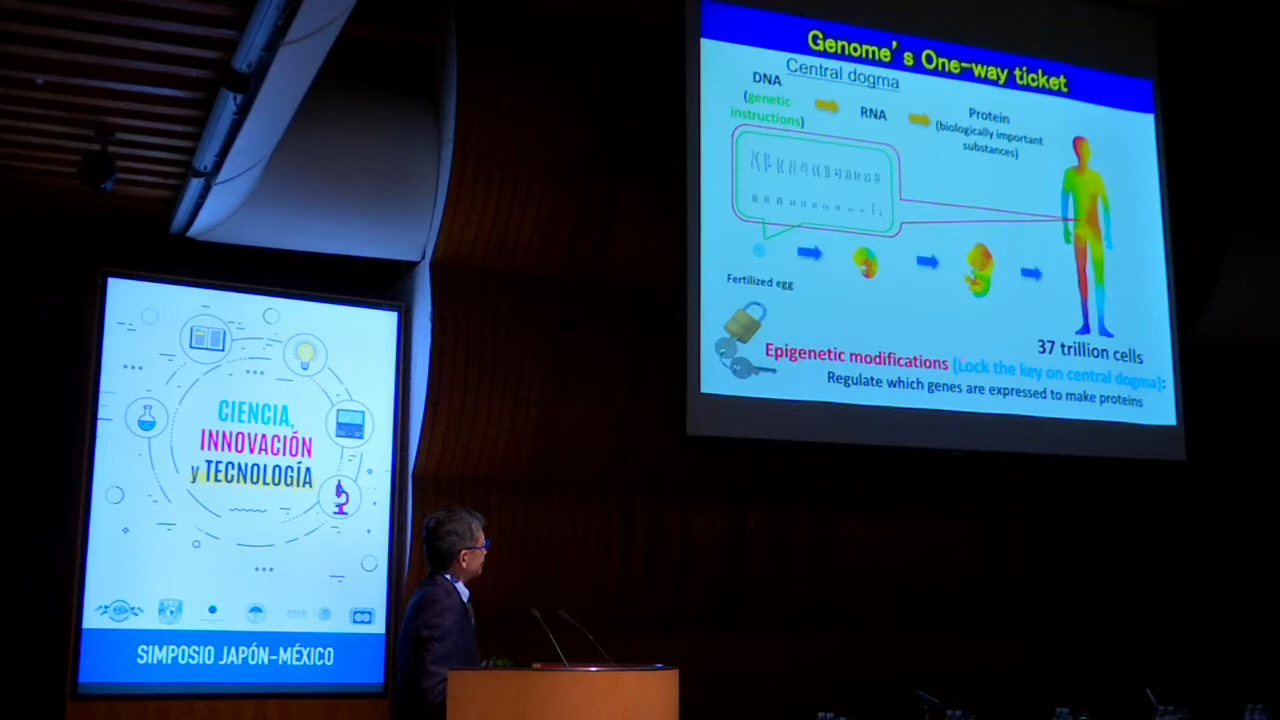 CIENCIA,
INNOVACIÓN
y TECNOLOGÍA
SIMPOSIO JAPÓN-MÉXICO
Genome's One-way ticket
Central dogma
DNA
(genetic
instructions)
RNA
Protein
(biologically important
substances)
Fertilized egg
37 trillion cells
Epigenetic modifications (Lock the key on central dogma):
Regulate which genes are expressed to make proteins